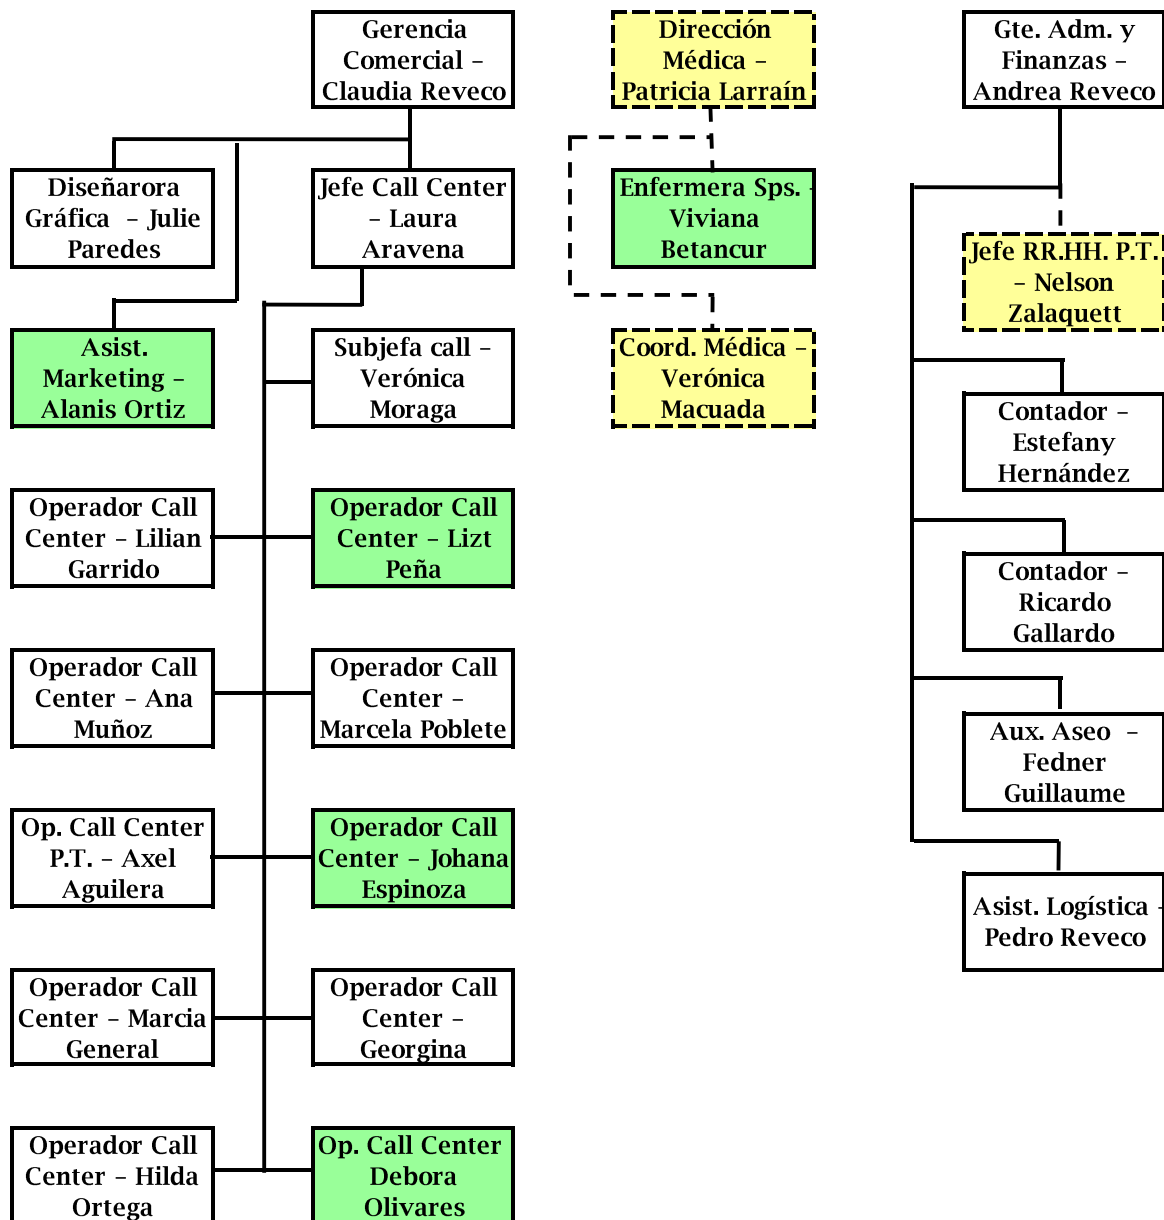 Gerencia
Comercial –
Claudia Reveco
Dirección
Médica –
Patricia Larraín
Gte. Adm. y
Finanzas –
Andrea Reveco
Diseñarora
Gráfica – Julie
Paredes
Jefe Call Center
– Laura
Aravena
Enfermera Sps. -
Viviana
Betancur
Jefe RR.HH. P.T.
– Nelson
Zalaquett
Asist.
Marketing –
Alanis Ortiz
Subjefa call –
Verónica
Moraga
Coord. Médica –
Verónica
Macuada
Contador –
Estefany
Hernández
Operador Call
Center – Lilian
Garrido
Operador Call
Center – Lizt
Peña
Contador –
Ricardo
Gallardo
Operador Call
Center – Ana
Muñoz
Operador Call
Center –
Marcela Poblete
Aux. Aseo –
Fedner
Guillaume
Op. Call Center
P.T. – Axel
Aguilera
Operador Call
Center – Johana
Espinoza
Asist. Logística -
Pedro Reveco
Operador Call
Center – Marcia
General
Operador Call
Center –
Georgina
Operador Call
Center – Hilda
Ortega
Op. Call Center
Debora
Olivares